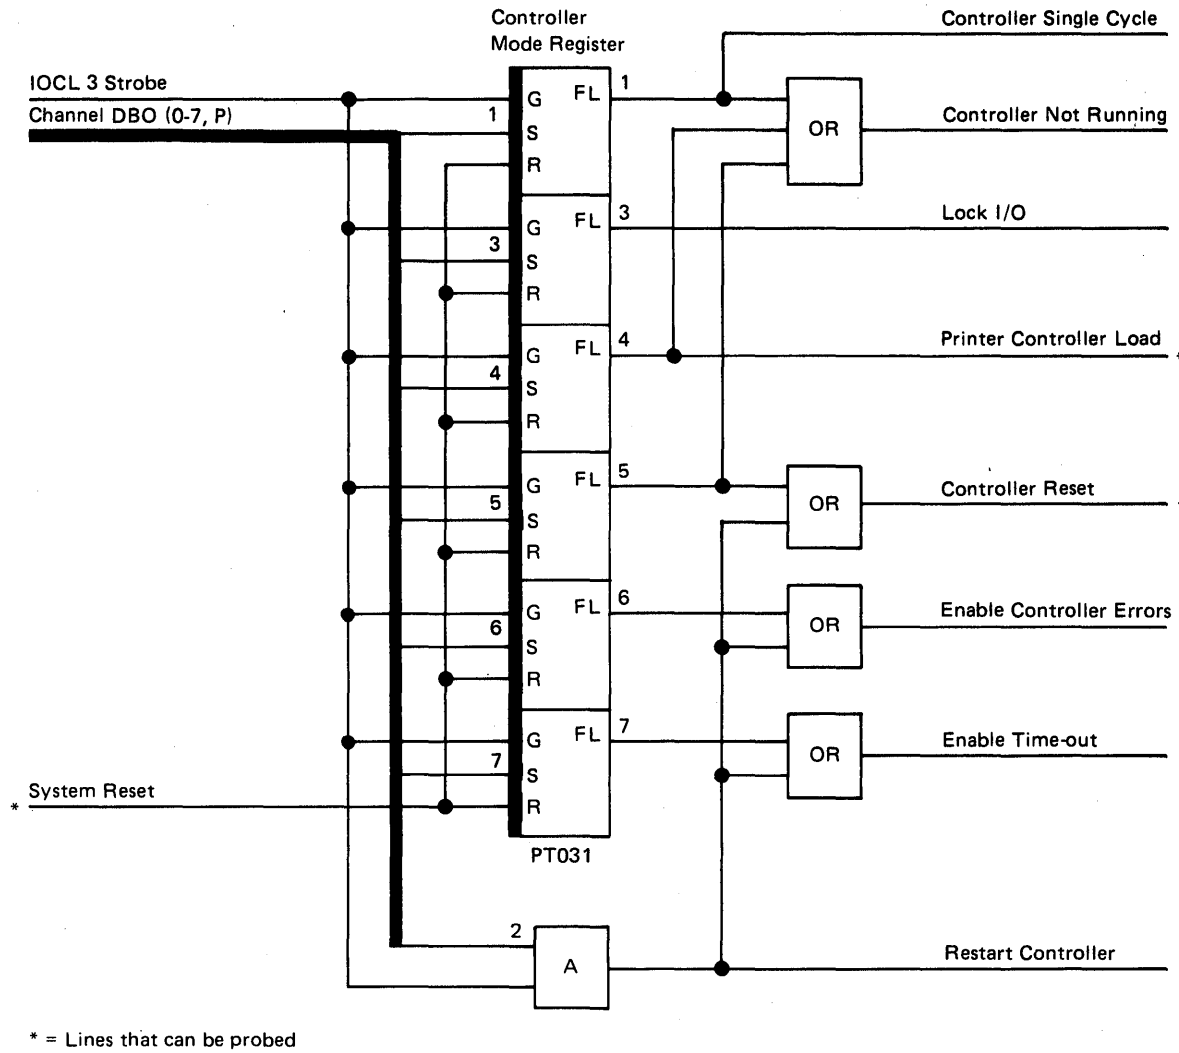 Controller
Mode Register
Controller Single Cycle
IOCL 3 Strobe
Channel DBO (0-7, P)
G FL 1
1
S
R
OR
Controller Not Running
G FL 3
3
S
R
Lock I/O
G FL 4
4
S
R
Printer Controller Load *
G FL 5
5
S
R
OR
Controller Reset
G FL 6
6
S
R
OR
Enable Controller Errors
G FL 7
7
S
R
OR
Enable Time-out
* System Reset
PT031
2
A
Restart Controller
* = Lines that can be probed